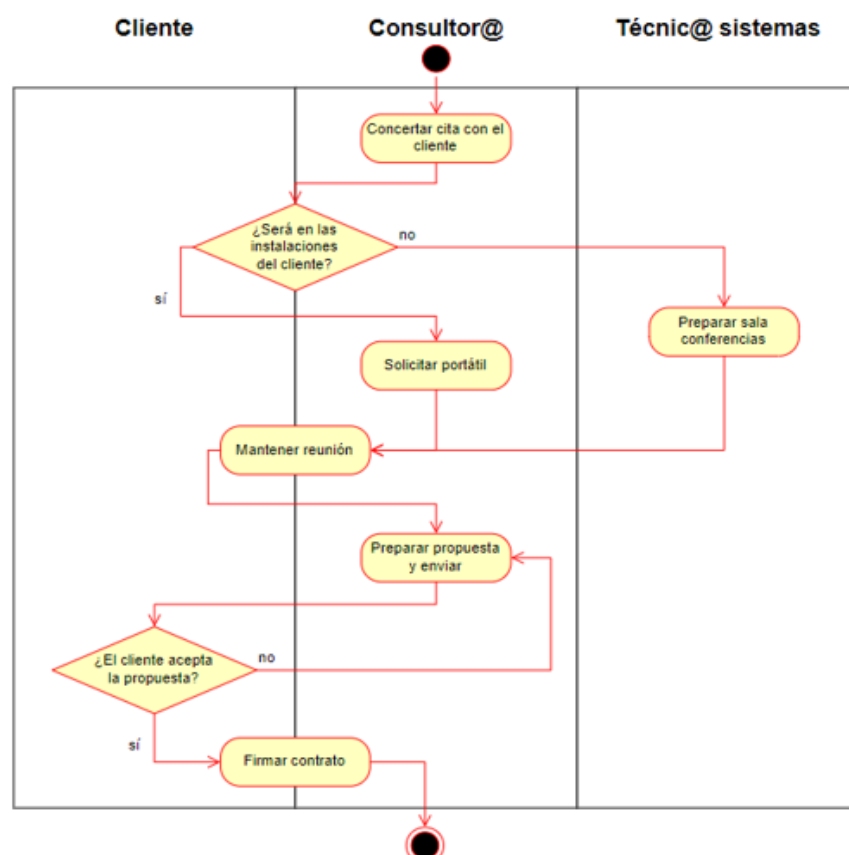 Cliente
Consultor@
Técnic@ sistemas
Concertar cita con el
cliente
¿Será en las
instalaciones
del cliente?
no
sí
Preparar sala
conferencias
Solicitar portátil
Mantener reunión
Preparar propuesta
y enviar
¿El cliente acepta
la propuesta?
no
sí
Firmar contrato